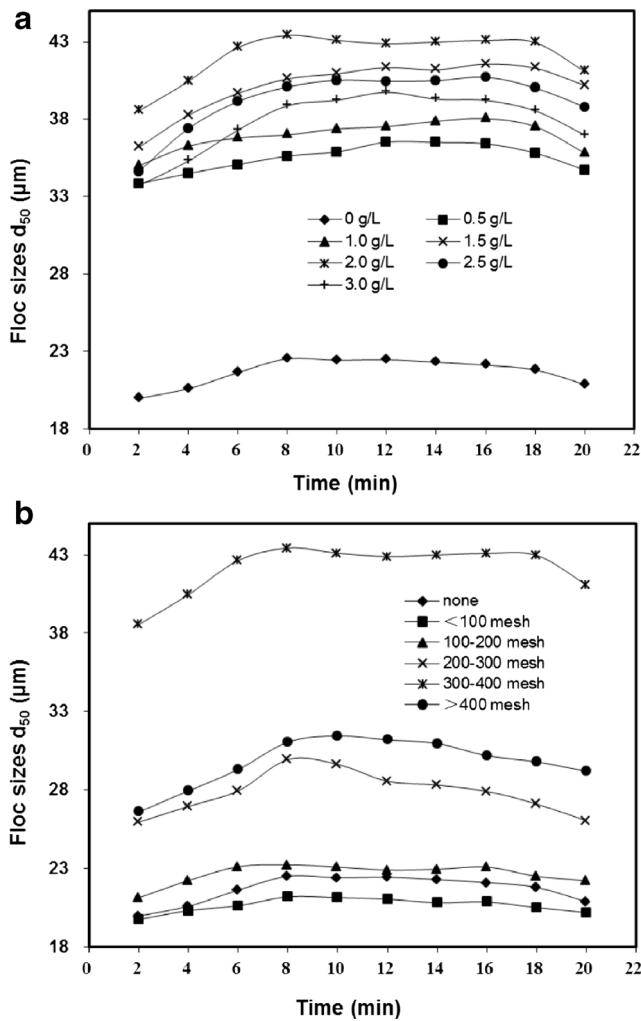 a
43
38
33
28
23
18
Floc sizes d₅₀ (µm)
0 g/L 0.5 g/L
1.0 g/L 1.5 g/L
2.0 g/L 2.5 g/L
3.0 g/L
0 2 4 6 8 10 12 14 16 18 20 22
Time (min)
b
43
38
33
28
23
18
Floc sizes d₅₀ (µm)
none
<100 mesh
100-200 mesh
200-300 mesh
300-400 mesh
>400 mesh
0 2 4 6 8 10 12 14 16 18 20 22
Time (min)